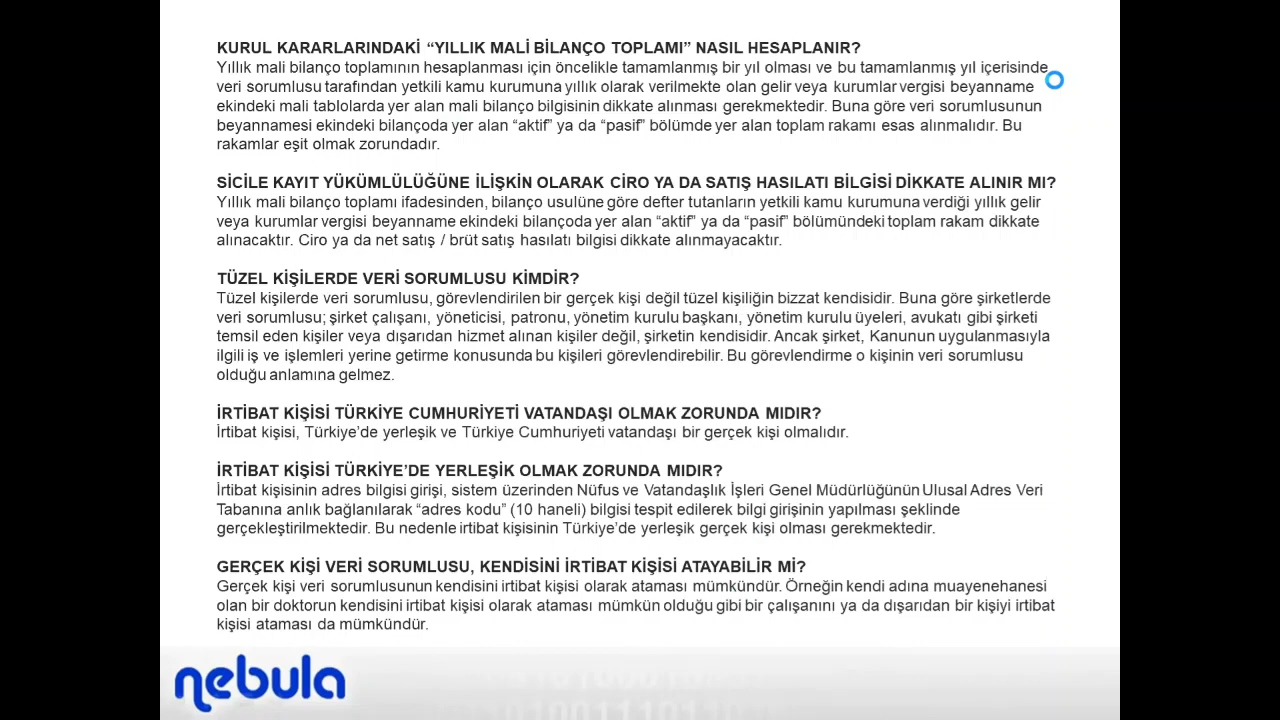 KURUL KARARLARINDAKİ “YILLIK MALİ BİLANÇO TOPLAMI” NASIL HESAPLANIR?
Yıllık mali bilanço toplamının hesaplanması için öncelikle tamamlanmış bir yıl olması ve bu tamamlanmış yıl içerisinde,
veri sorumlusu tarafından yetkili kamu kurumuna yıllık olarak verilmekte olan gelir veya kurumlar vergisi beyanname
ekindeki mali tablolarda yer alan mali bilanço bilgisinin dikkate alınması gerekmektedir. Buna göre veri sorumlusunun
beyannamesi ekindeki bilançoda yer alan “aktif” ya da “pasif” bölümde yer alan toplam rakamı esas alınmalıdır. Bu
rakamlar eşit olmak zorundadır.
SİCİLE KAYIT YÜKÜMLÜLÜĞÜNE İLİŞKİN OLARAK CİRO YA DA SATIŞ HASILATI BİLGİSİ DİKKATE ALINIR MI?
Yıllık mali bilanço toplamı ifadesinden, bilanço usulüne göre defter tutanların yetkili kamu kurumuna verdiği yıllık gelir
veya kurumlar vergisi beyanname ekindeki bilançoda yer alan “aktif” ya da “pasif” bölümündeki toplam rakam dikkate
alınacaktır. Ciro ya da net satış / brüt satış hasılatı bilgisi dikkate alınmayacaktır.
TÜZEL KİŞİLERDE VERİ SORUMLUSU KİMDİR?
Tüzel kişilerde veri sorumlusu, görevlendirilen bir gerçek kişi değil tüzel kişiliğin bizzat kendisidir. Buna göre şirketlerde
veri sorumlusu; şirket çalışanı, yöneticisi, patronu, yönetim kurulu başkanı, yönetim kurulu üyeleri, avukatı gibi şirketi
temsil eden kişiler veya dışarıdan hizmet alınan kişiler değil, şirketin kendisidir. Ancak şirket, Kanunun uygulanmasıyla
ilgili iş ve işlemleri yerine getirme konusunda bu kişileri görevlendirebilir. Bu görevlendirme o kişinin veri sorumlusu
olduğu anlamına gelmez.
İRTİBAT KİŞİSİ TÜRKİYE CUMHURİYETİ VATANDAŞI OLMAK ZORUNDA MIDIR?
İrtibat kişisi, Türkiye’de yerleşik ve Türkiye Cumhuriyeti vatandaşı bir gerçek kişi olmalıdır.
İRTİBAT KİŞİSİ TÜRKİYE’DE YERLEŞİK OLMAK ZORUNDA MIDIR?
İrtibat kişisinin adres bilgisi girişi, sistem üzerinden Nüfus ve Vatandaşlık İşleri Genel Müdürlüğünün Ulusal Adres Veri
Tabanına anlık bağlanılarak “adres kodu” (10 haneli) bilgisi tespit edilerek bilgi girişinin yapılması şeklinde
gerçekleştirilmektedir. Bu nedenle irtibat kişisinin Türkiye’de yerleşik gerçek kişi olması gerekmektedir.
GERÇEK KİŞİ VERİ SORUMLUSU, KENDİSİNİ İRTİBAT KİŞİSİ ATAYABİLİR Mİ?
Gerçek kişi veri sorumlusunun kendisini irtibat kişisi olarak ataması mümkündür. Örneğin kendi adına muayenehanesi
olan bir doktorun kendisini irtibat kişisi olarak ataması mümkün olduğu gibi bir çalışanını ya da dışarıdan bir kişiyi irtibat
kişisi ataması da mümkündür.
nebula